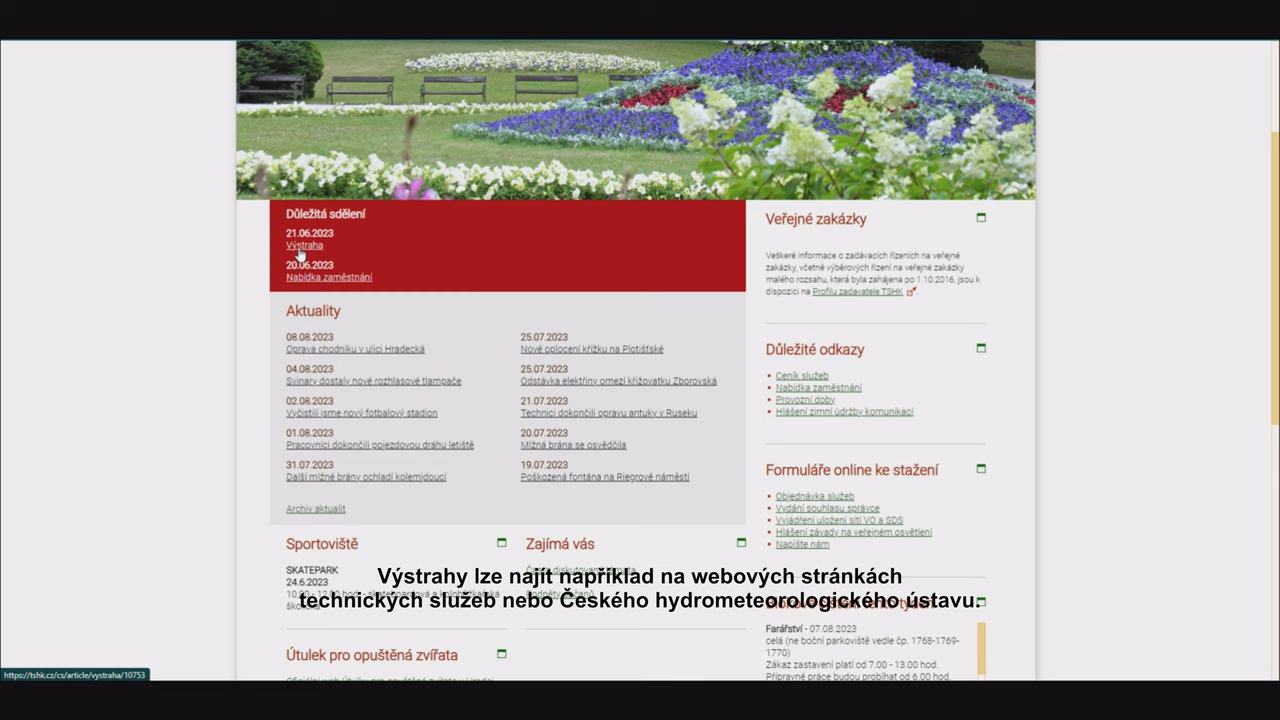 Důležitá sdělení
21.06.2023
Výstraha
20.06.2023
Nabídka zaměstnání
Aktuality
08.08.2023
Oprava chodníku v ulici Hradecká
04.08.2023
Svinary dostaly nové rozhlasové tlampače
02.08.2023
Vyčistili jsme nový fotbalový stadion
01.08.2023
Pracovníci dokončili pojezdovou dráhu letiště
31.07.2023
Další mlžné brány ochladí kolemjdoucí
25.07.2023
Nové oplocení křížku na Plotišťské
25.07.2023
Odstávka elektřiny omezí křižovatku Zborovská
21.07.2023
Technici dokončili opravu antuky v Ruseku
20.07.2023
Mlžná brána se osvědčila
19.07.2023
Poškozená fontána na Riegrově náměstí
Archiv aktualit
Sportoviště
SKATEPARK
24.6.2023
Zajímá vás
Útulek pro opuštěná zvířata
Veřejné zakázky
Veškeré informace o zadávacích řízeních na veřejné
zakázky, včetně výběrových řízení na veřejné zakázky
malého rozsahu, která byla zahájena po 1.10.2016, jsou k
dispozici na Profilu zadavatele TSHK.
Důležité odkazy
Ceník služeb
Nabídka zaměstnání
Provozní doby
Hlášení zimní údržby komunikací
Formuláře online ke stažení
Objednávka služeb
Vydání souhlasu správce
Vyjádření uložení sítí VO a SDS
Hlášení závady na veřejném osvětlení
Napište nám
Farářství - 07.08.2023
celá (ne boční parkoviště vedle čp. 1768-1769-
1770)
Zákaz zastavení platí od 7.00 - 13.00 hod.
Přípravné práce budou probíhat od 6.00 hod.
Výstrahy lze najít například na webových stránkách
technických služeb nebo Českého hydrometeorologického ústavu.
https://tshk.cz/cs/article/vystraha/10753